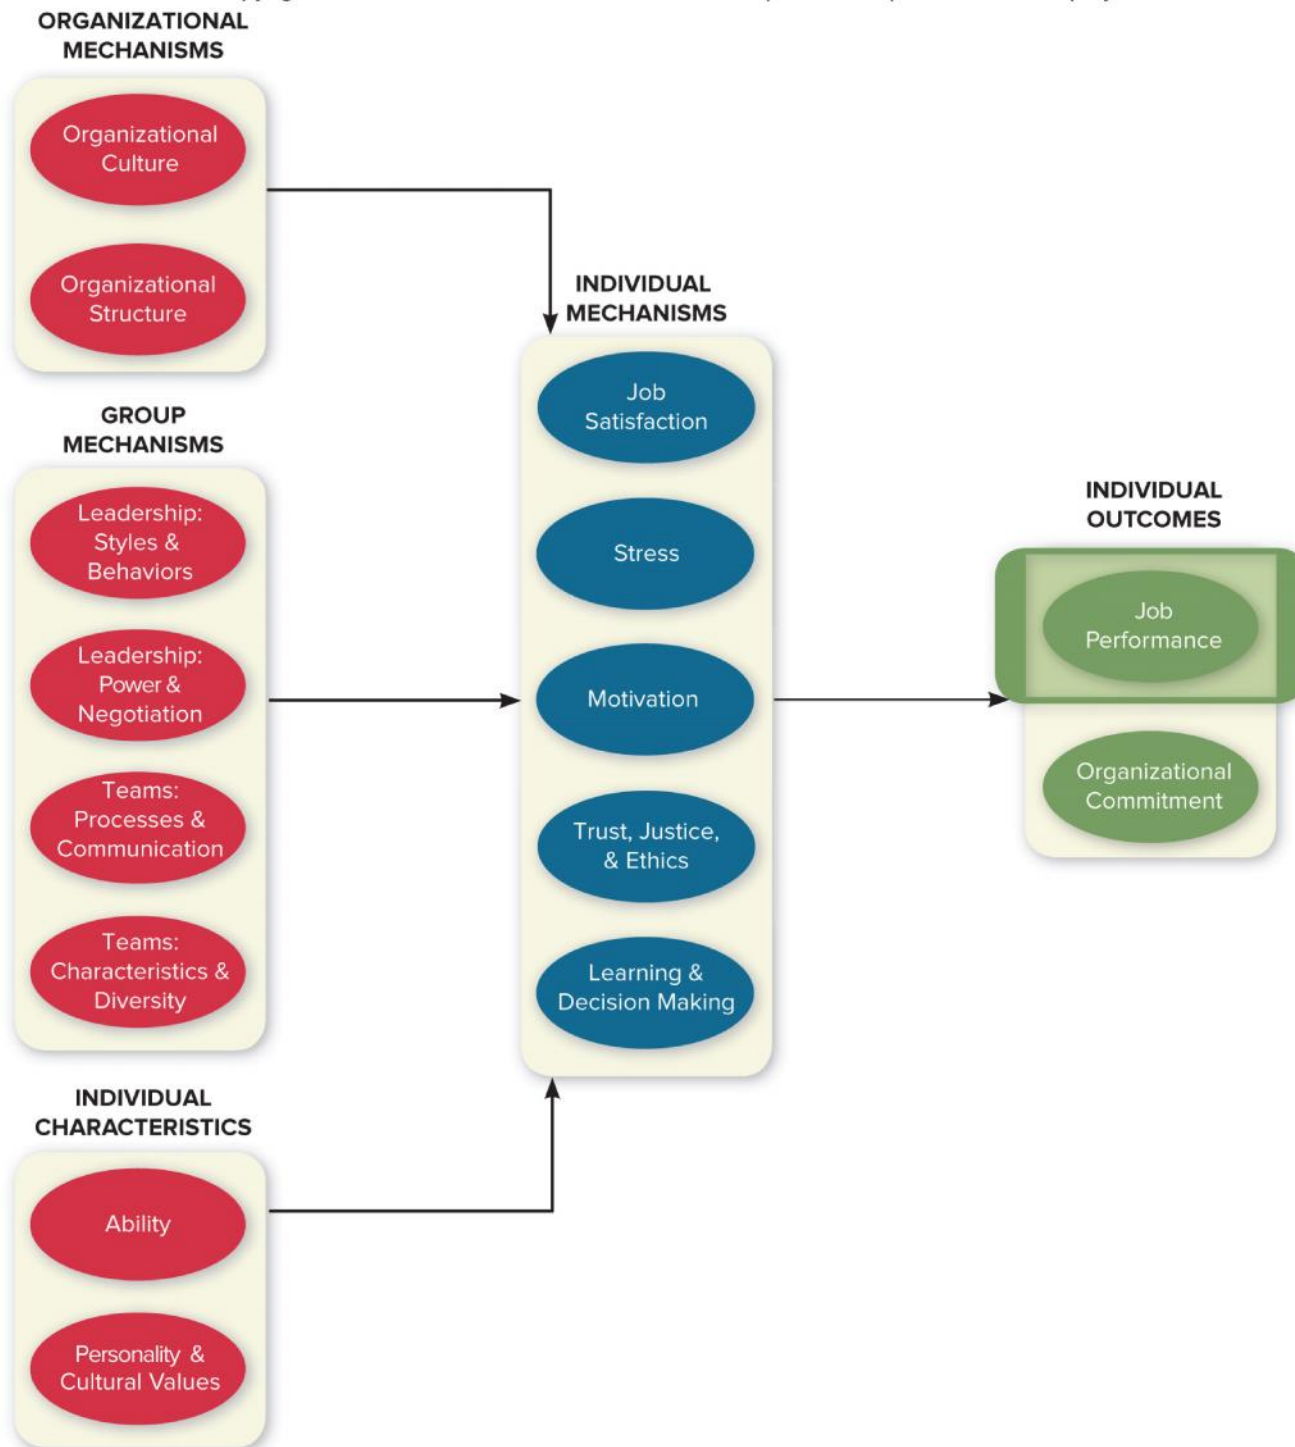 ORGANIZATIONAL
MECHANISMS
Organizational
Culture
Organizational
Structure
GROUP
MECHANISMS
Leadership:
Styles &
Behaviors
Leadership:
Power &
Negotiation
Teams:
Processes &
Communication
Teams:
Characteristics &
Diversity
INDIVIDUAL
CHARACTERISTICS
Ability
Personality &
Cultural Values
INDIVIDUAL
MECHANISMS
Job
Satisfaction
Stress
Motivation
Trust, Justice,
& Ethics
Learning &
Decision Making
INDIVIDUAL
OUTCOMES
Job
Performance
Organizational
Commitment